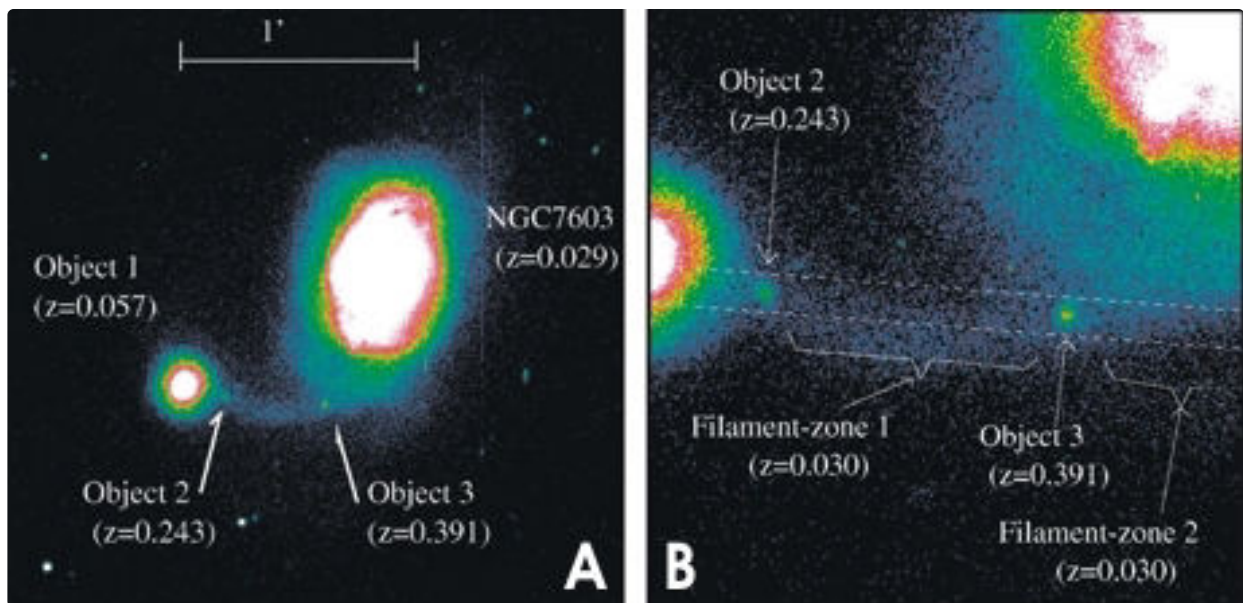 1'
NGC7603
(z=0.029)
Object 1
(z=0.057)
Object 2
(z=0.243)
Object 3
(z=0.391)
A
Object 2
(z=0.243)
Filament-zone 1
(z=0.030)
Object 3
(z=0.391)
Filament-zone 2
(z=0.030)
B